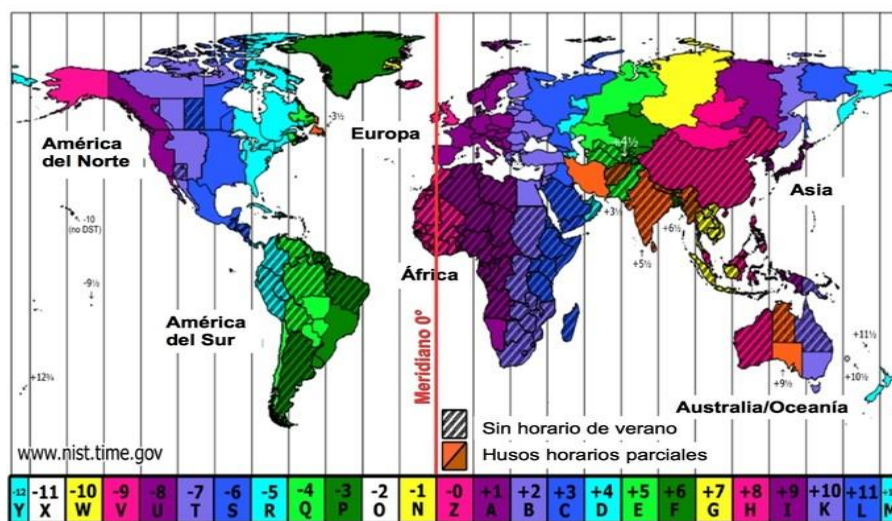 -3½
Europa
América
del Norte
+4½
Asia
-10
(no DST)
+3½
+6½
+5½
-9½
África
América
del Sur
Meridiano 0°
+11½
+12¾
+9½
+10½
Australia/Oceanía
Sin horario de verano
Husos horarios parciales
www.nist.time.gov
-12 -11 -10 -9 -8 -7 -6 -5 -4 -3 -2 -1 -0 +1 +2 +3 +4 +5 +6 +7 +8 +9 +10 +11
Y X W V U T S R Q P O N Z A B C D E F G H I K L M